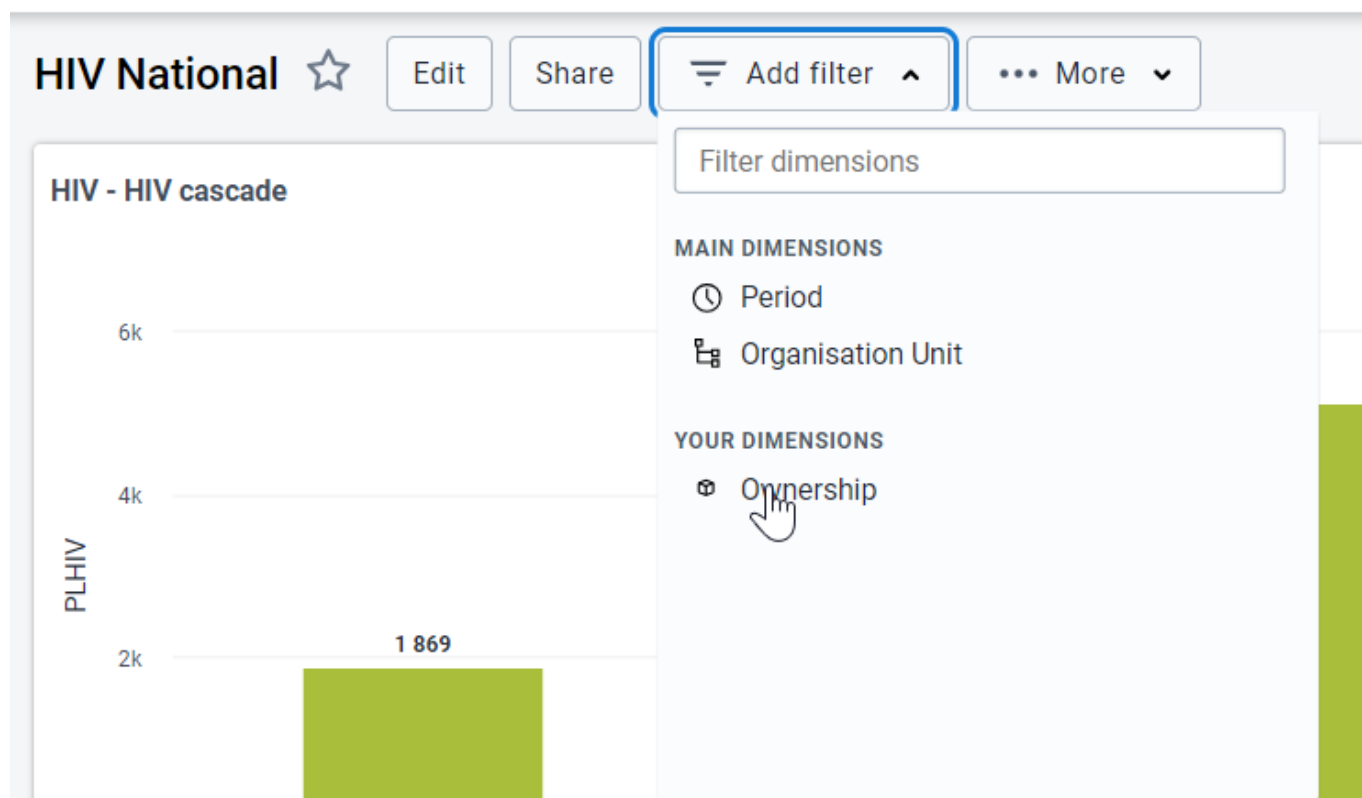 HIV National Edit Share Add filter More
Filter dimensions
HIV - HIV cascade
MAIN DIMENSIONS
Period
6k
Organisation Unit
YOUR DIMENSIONS
Ownership
4k
PLHIV
1 869
2k